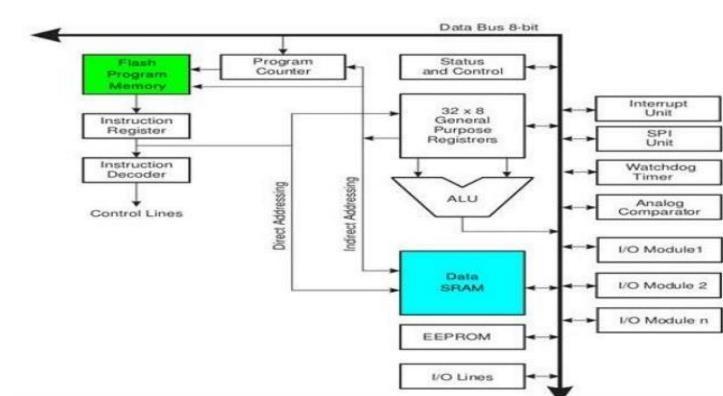 Data Bus 8-bit
Flash
Program
Memory
Program
Counter
Status
and Control
Instruction
Register
32 × 8
General
Purpose
Registrers
Interrupt
Unit
SPI
Unit
Instruction
Decoder
Watchdog
Timer
Control Lines
Direct Addressing
Indirect Addressing
ALU
Analog
Comparator
I/O Module1
Data
SRAM
I/O Module 2
I/O Module n
EEPROM
I/O Lines